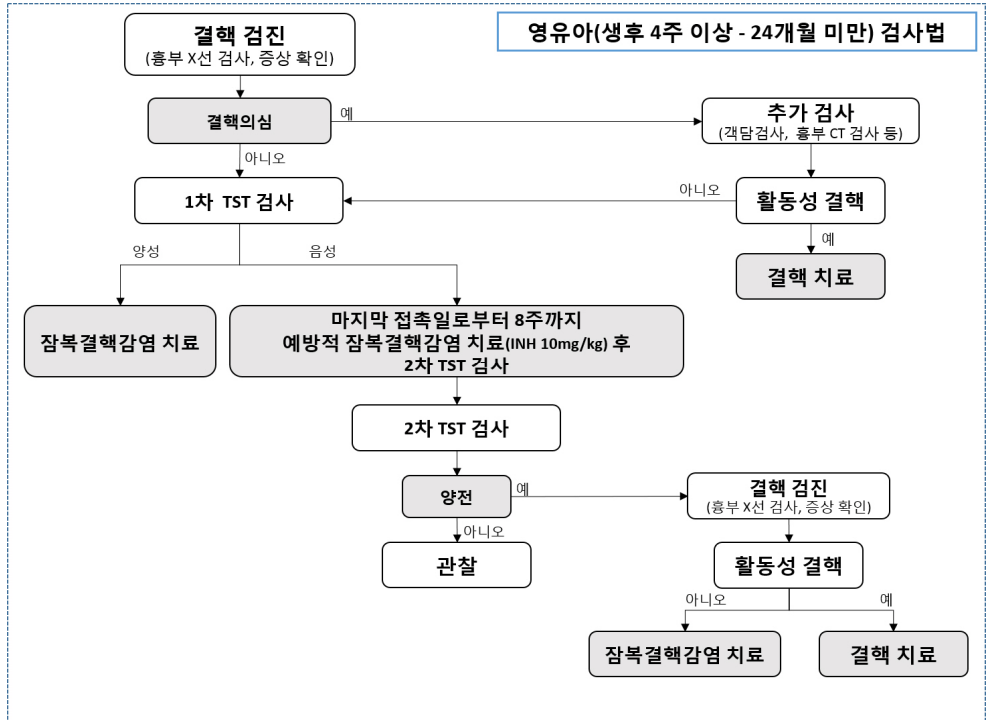 영유아(생후 4주 이상 - 24개월 미만) 검사법
결핵 검진
(흉부 X선 검사, 증상 확인)
결핵의심
예
추가 검사
(객담검사, 흉부 CT 검사 등)
아니오
1차 TST 검사
아니오
활동성 결핵
예
결핵 치료
양성
음성
잠복결핵감염 치료
마지막 접촉일로부터 8주까지
예방적 잠복결핵감염 치료(INH 10mg/kg) 후
2차 TST 검사
2차 TST 검사
양전
예
결핵 검진
(흉부 X선 검사, 증상 확인)
아니오
관찰
활동성 결핵
아니오
예
잠복결핵감염 치료
결핵 치료